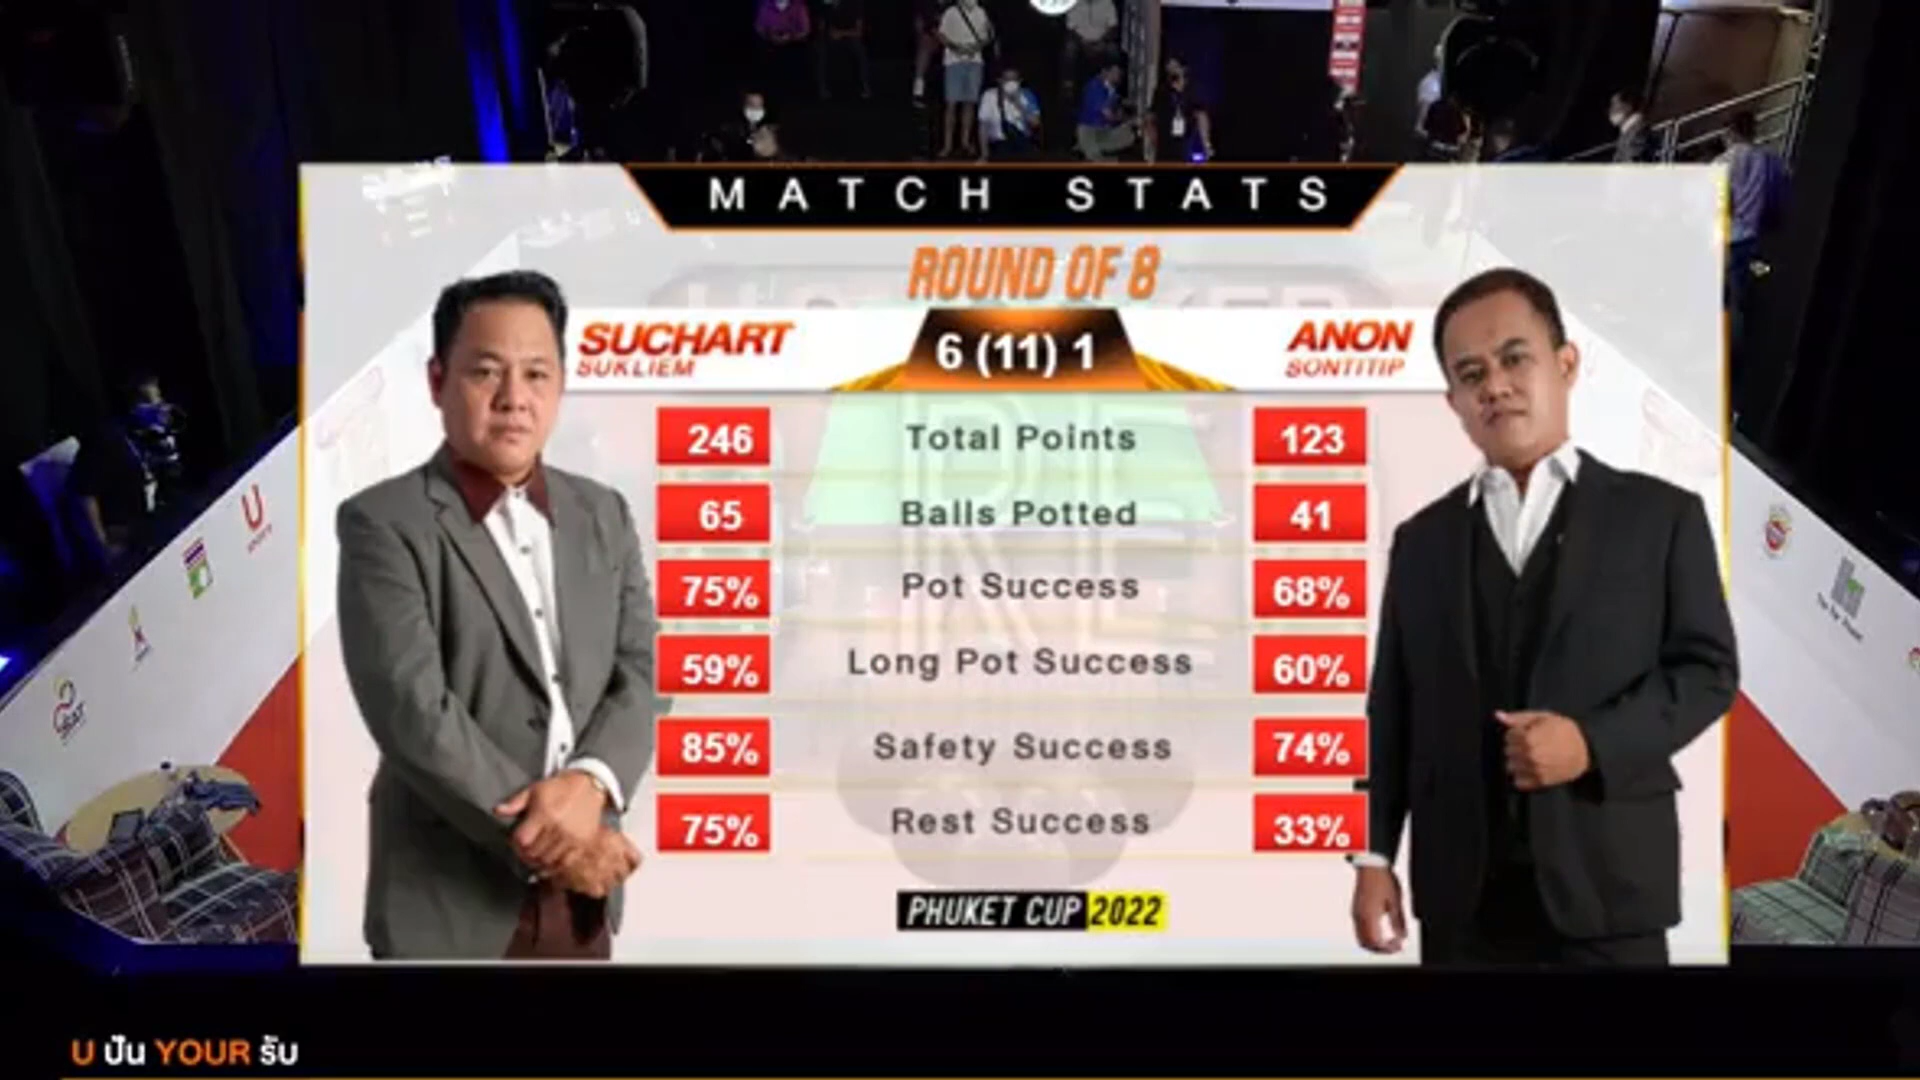 MATCH STATS
ROUND OF 8
SUCHART
SUKLIEM
6 (11) 1
ANON
SONTITIP
246 Total Points 123
65 Balls Potted 41
75% Pot Success 68%
59% Long Pot Success 60%
85% Safety Success 74%
75% Rest Success 33%
PHUKET CUP 2022
U ปัน YOUR รับ